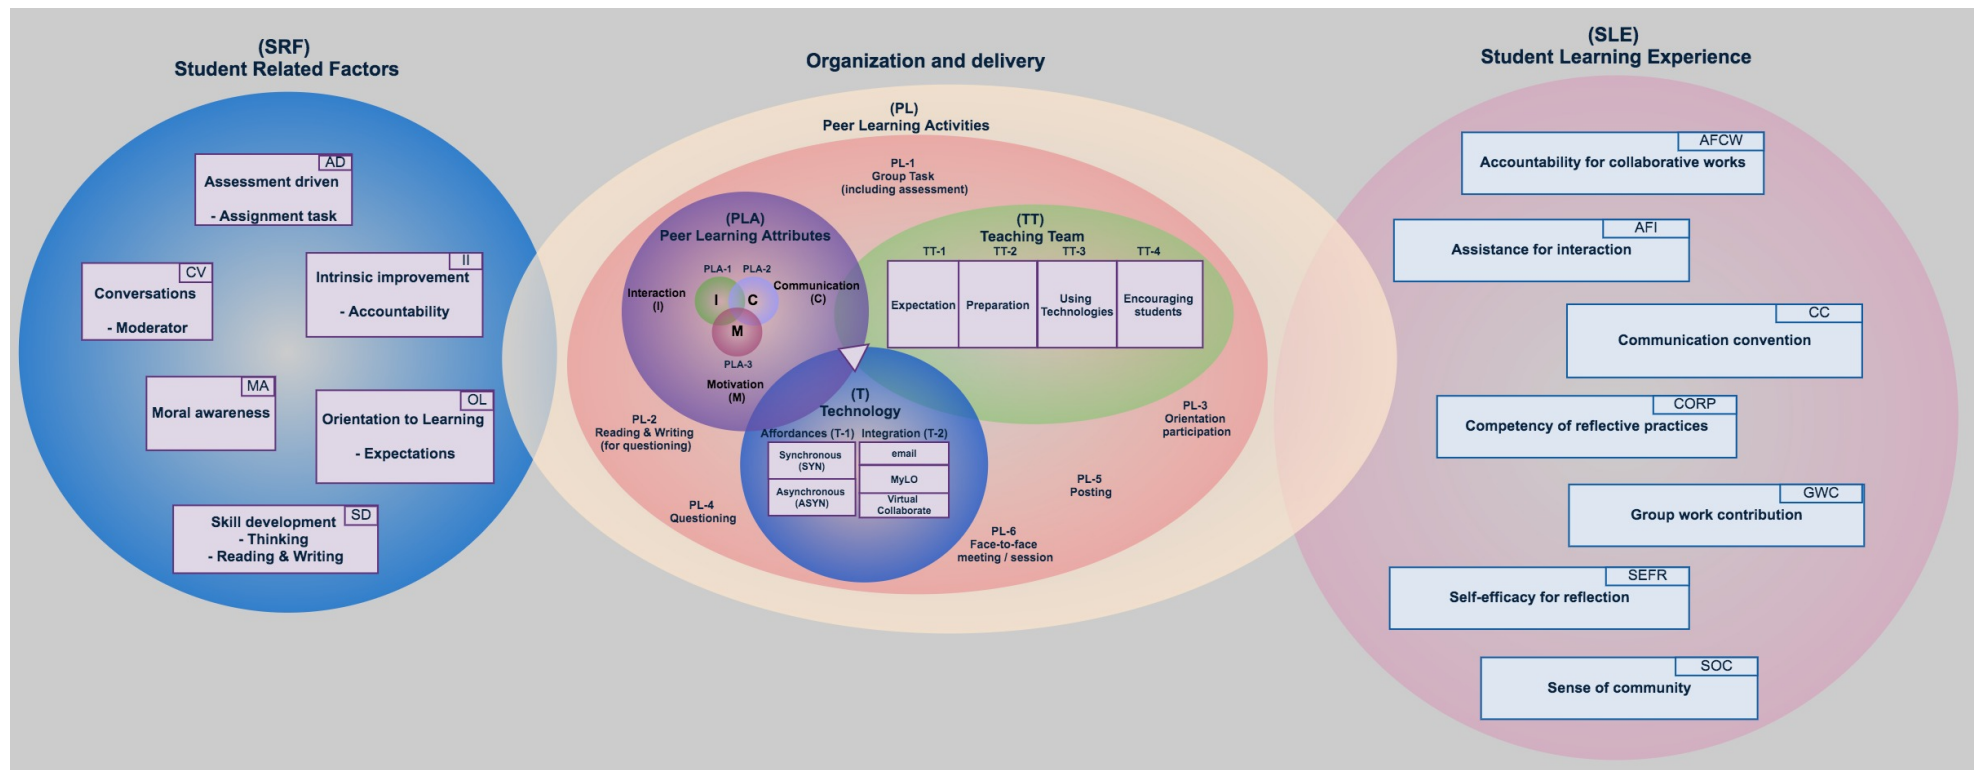 (SRF)
Student Related Factors
AD
Assessment driven
- Assignment task
CV
Conversations
- Moderator
II
Intrinsic improvement
- Accountability
MA
Moral awareness
OL
Orientation to Learning
- Expectations
SD
Skill development
- Thinking
- Reading & Writing
Organization and delivery
(PL)
Peer Learning Activities
PL-1
Group Task
(including assessment)
(PLA)
Peer Learning Attributes
PLA-1
PLA-2
Interaction
(I)
I
C
Communication
(C)
M
PLA-3
Motivation
(M)
(TT)
Teaching Team
TT-1
TT-2
TT-3
TT-4
Expectation
Preparation
Using
Technologies
Encouraging
students
(T)
Technology
Affordances (T-1)
Integration (T-2)
Synchronous
(SYN)
Asynchronous
(ASYN)
email
MyLO
Virtual
Collaborate
PL-2
Reading & Writing
(for questioning)
PL-3
Orientation
participation
PL-4
Questioning
PL-5
Posting
PL-6
Face-to-face
meeting / session
(SLE)
Student Learning Experience
AFCW
Accountability for collaborative works
AFI
Assistance for interaction
CC
Communication convention
CORP
Competency of reflective practices
GWC
Group work contribution
SEFR
Self-efficacy for reflection
SOC
Sense of community